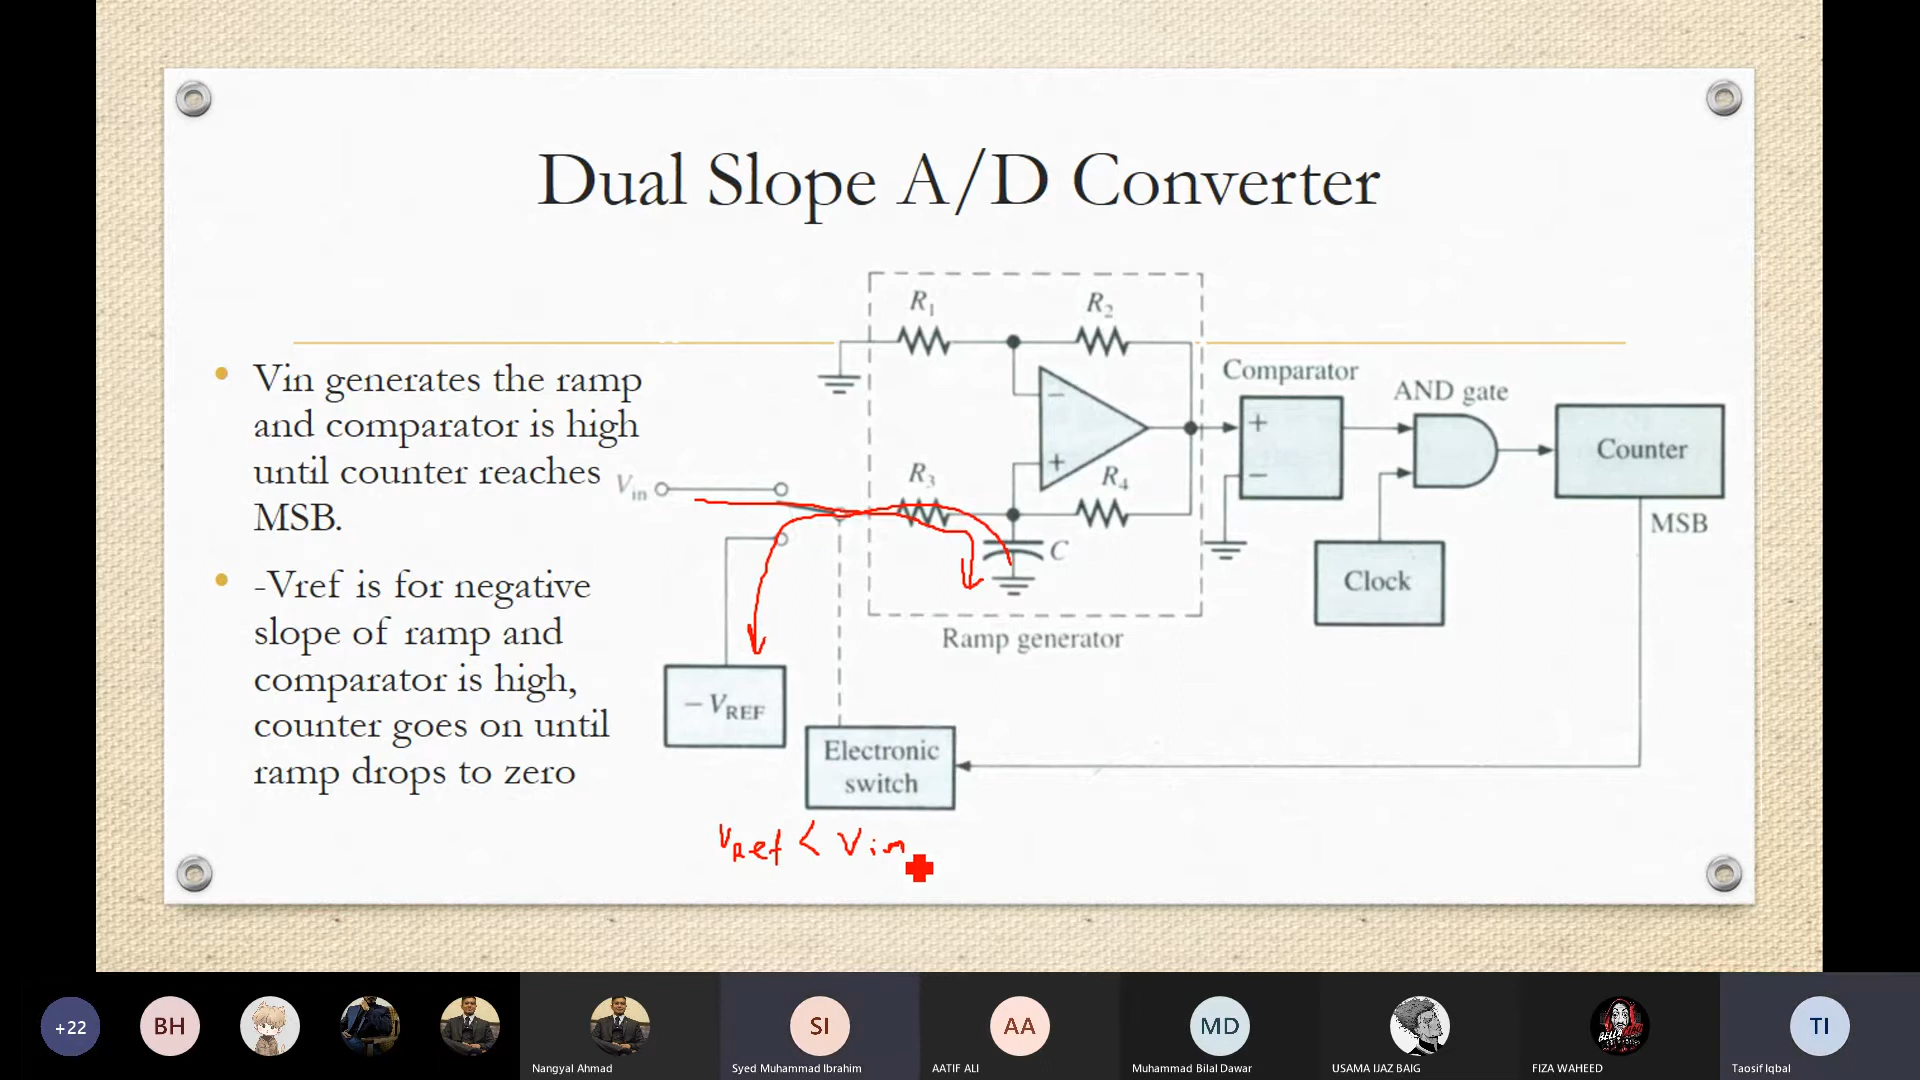 Dual Slope A/D Converter
• Vin generates the ramp
and comparator is high
until counter reaches
MSB.
• -Vref is for negative
slope of ramp and
comparator is high,
counter goes on until
ramp drops to zero
R1
R2
Comparator
AND gate
Counter
Vin
R3
R4
C
MSB
Clock
Ramp generator
− VREF
Electronic
switch
VRef < Vin
+22
BH
SI
AA
MD
TI
Nangyal Ahmad
Syed Muhammad Ibrahim
AATIF ALI
Muhammad Bilal Dawar
USAMA IJAZ BAIG
FIZA WAHEED
Taosif Iqbal